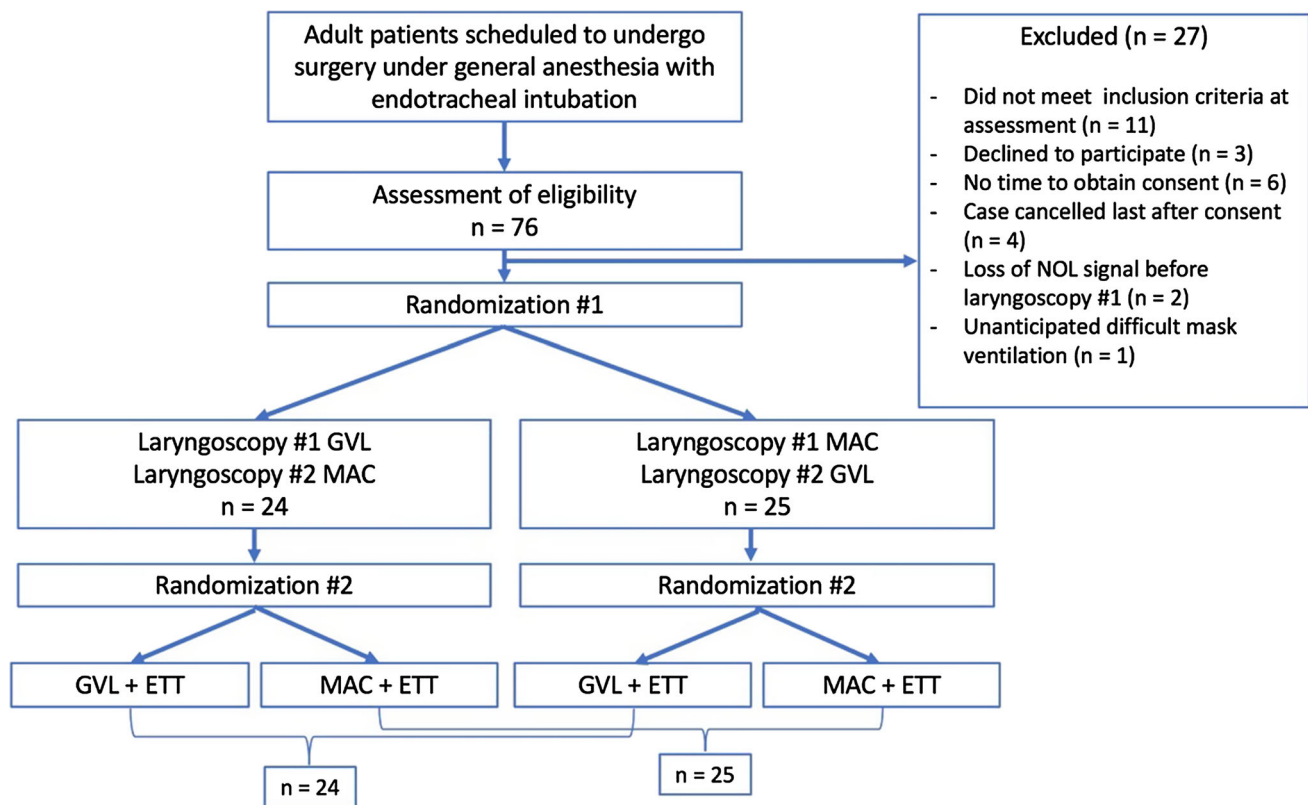 Adult patients scheduled to undergo
surgery under general anesthesia with
endotracheal intubation
Excluded (n = 27)
- Did not meet inclusion criteria at
assessment (n = 11)
- Declined to participate (n = 3)
- No time to obtain consent (n = 6)
- Case cancelled last after consent
(n = 4)
- Loss of NOL signal before
laryngoscopy #1 (n = 2)
- Unanticipated difficult mask
ventilation (n = 1)
Assessment of eligibility
n = 76
Randomization #1
Laryngoscopy #1 GVL
Laryngoscopy #2 MAC
n = 24
Laryngoscopy #1 MAC
Laryngoscopy #2 GVL
n = 25
Randomization #2
Randomization #2
GVL + ETT
MAC + ETT
GVL + ETT
MAC + ETT
n = 24
n = 25